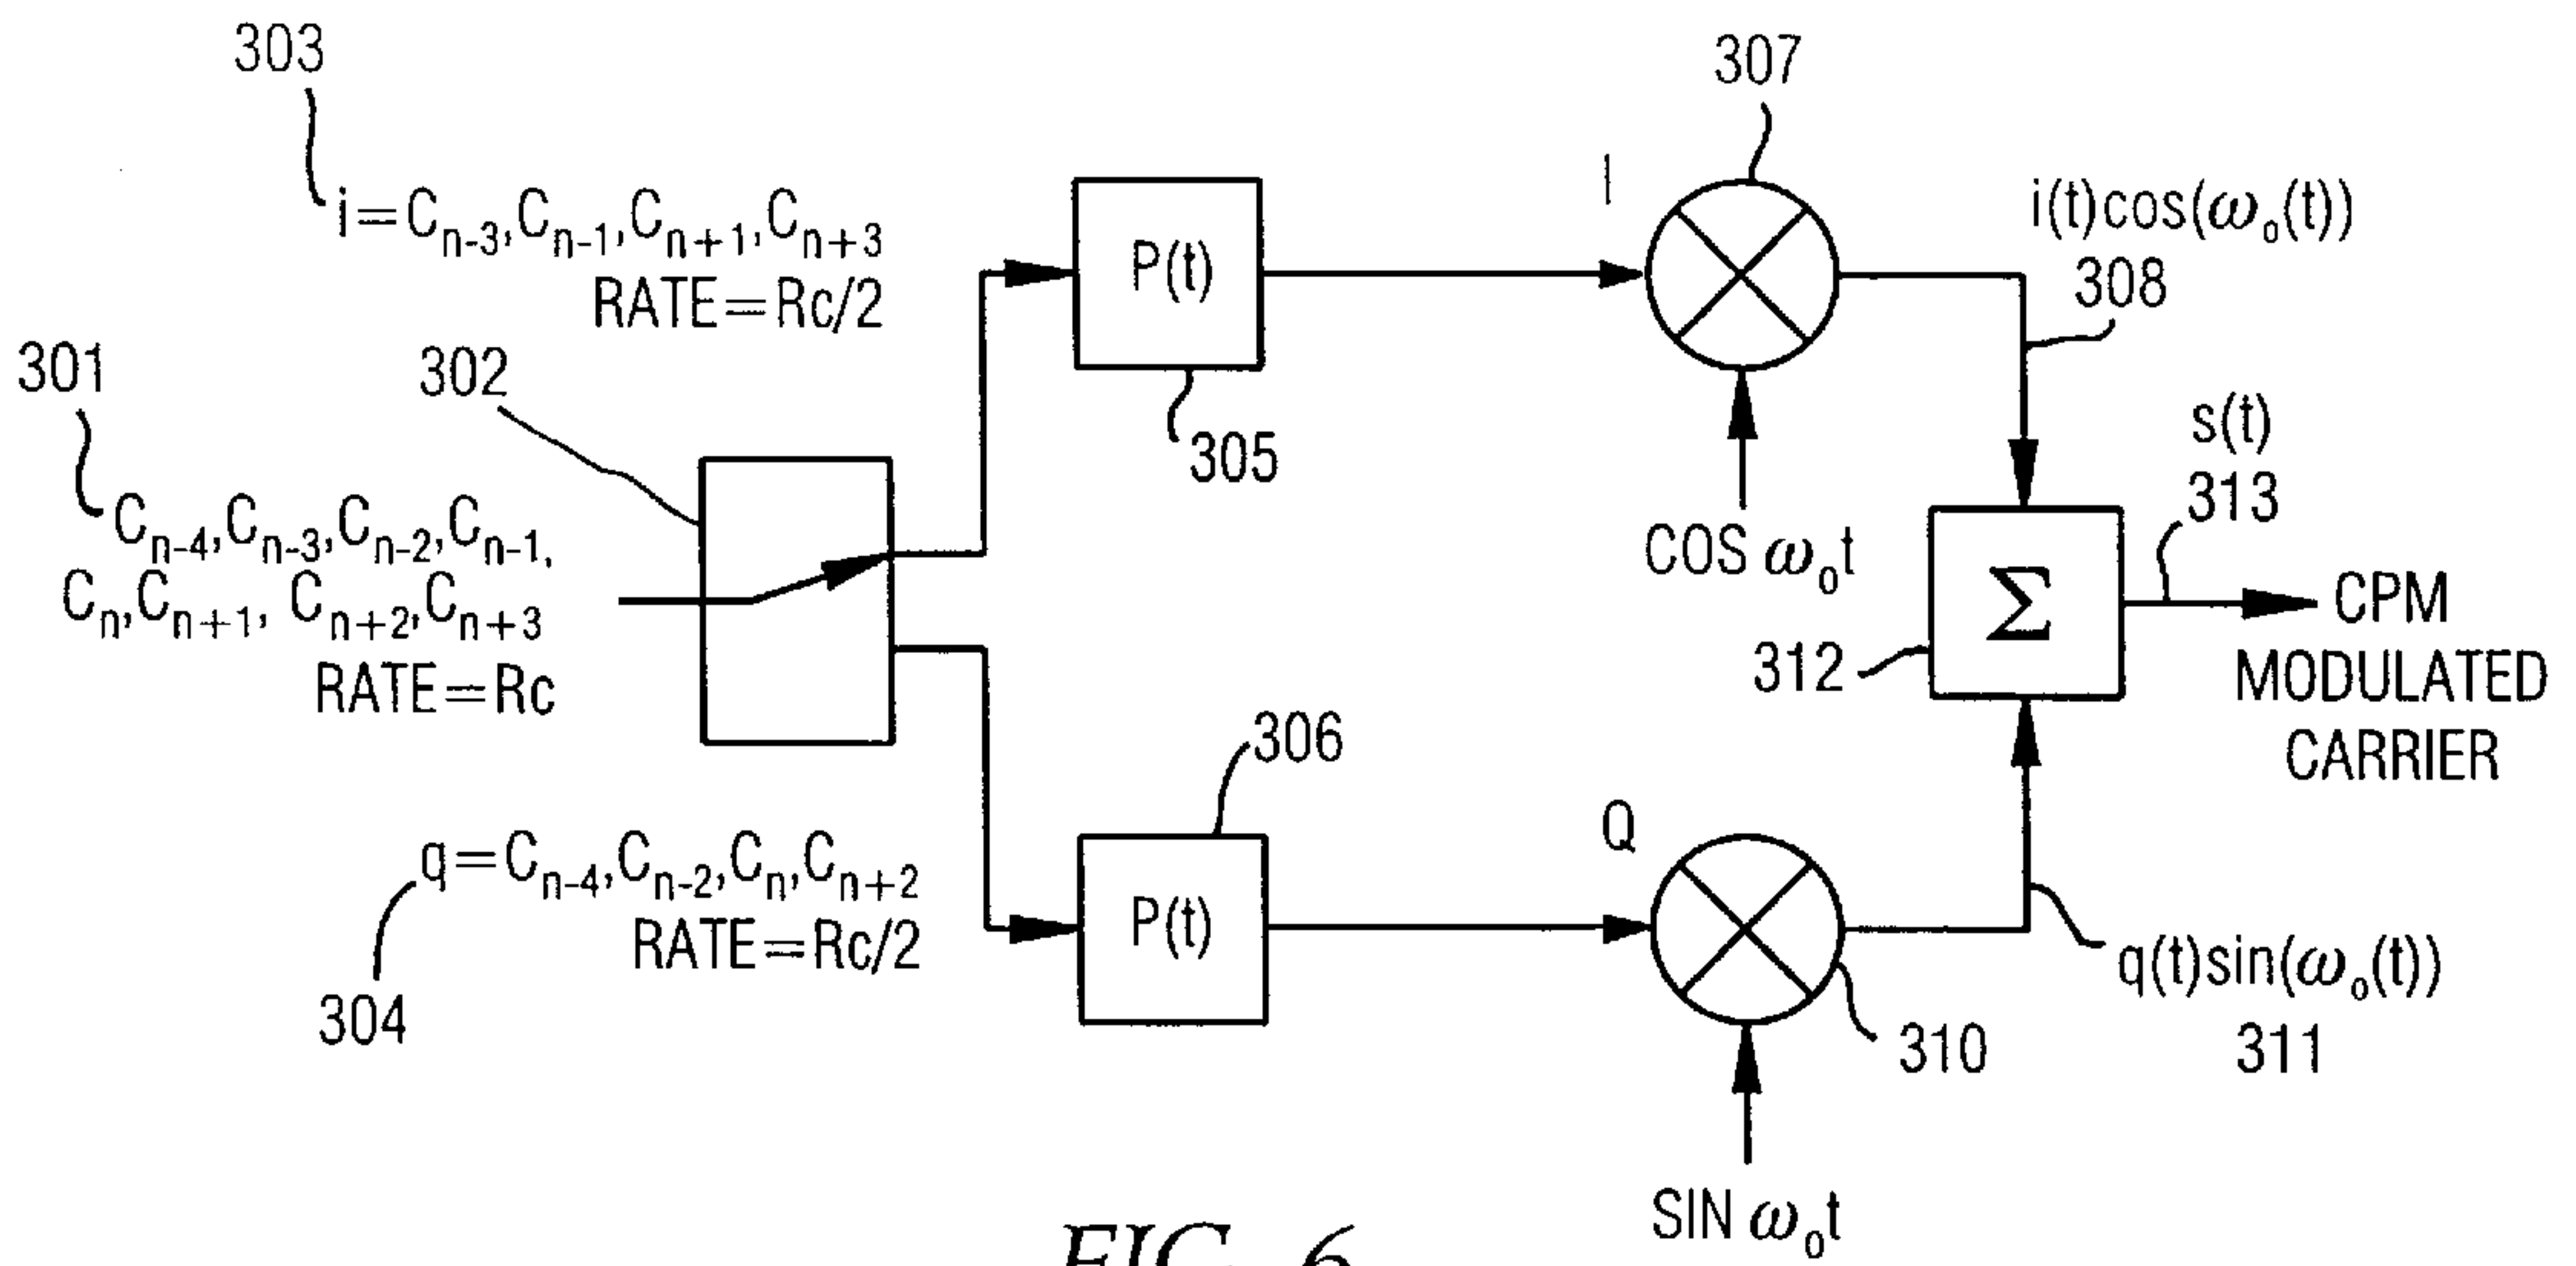 303
307
i=C_{n-3},C_{n-1},C_{n+1},C_{n+3}
RATE=Rc/2
P(t)
I
i(t)cos(ω_o(t))
308
301
302
305
s(t)
313
C_{n-4},C_{n-3},C_{n-2},C_{n-1},
C_n,C_{n+1}, C_{n+2},C_{n+3}
RATE=Rc
COS ω_ot
Σ
312
CPM
MODULATED
CARRIER
306
q=C_{n-4},C_{n-2},C_n,C_{n+2}
RATE=Rc/2
304
P(t)
Q
310
q(t)sin(ω_o(t))
311
SIN ω_ot
FIG. 6